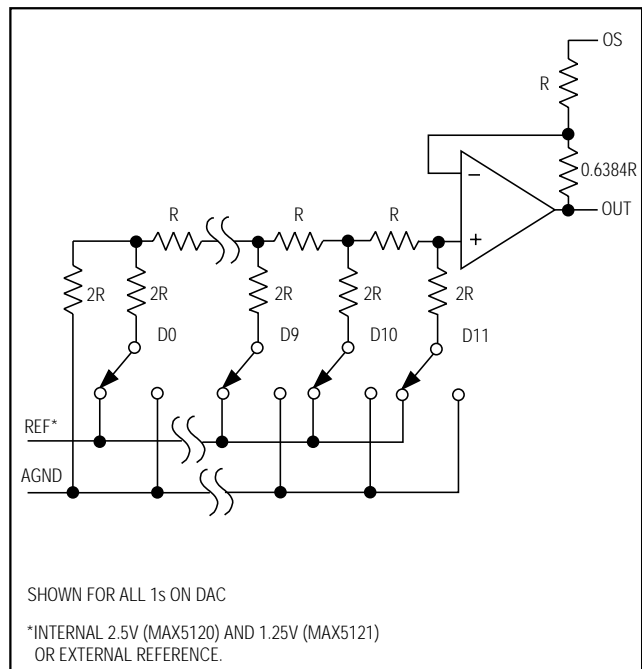 OS
R
0.6384R
− OUT
R R R
+
2R 2R 2R 2R 2R
D0 D9 D10 D11
REF*
AGND
SHOWN FOR ALL 1s ON DAC
*INTERNAL 2.5V (MAX5120) AND 1.25V (MAX5121)
OR EXTERNAL REFERENCE.